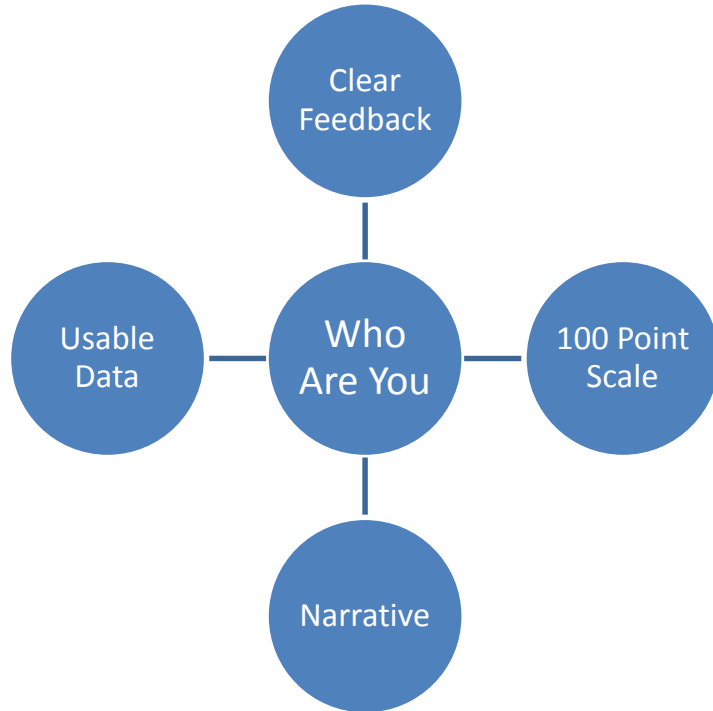 Clear
Feedback
Usable
Data
Who
Are You
100 Point
Scale
Narrative